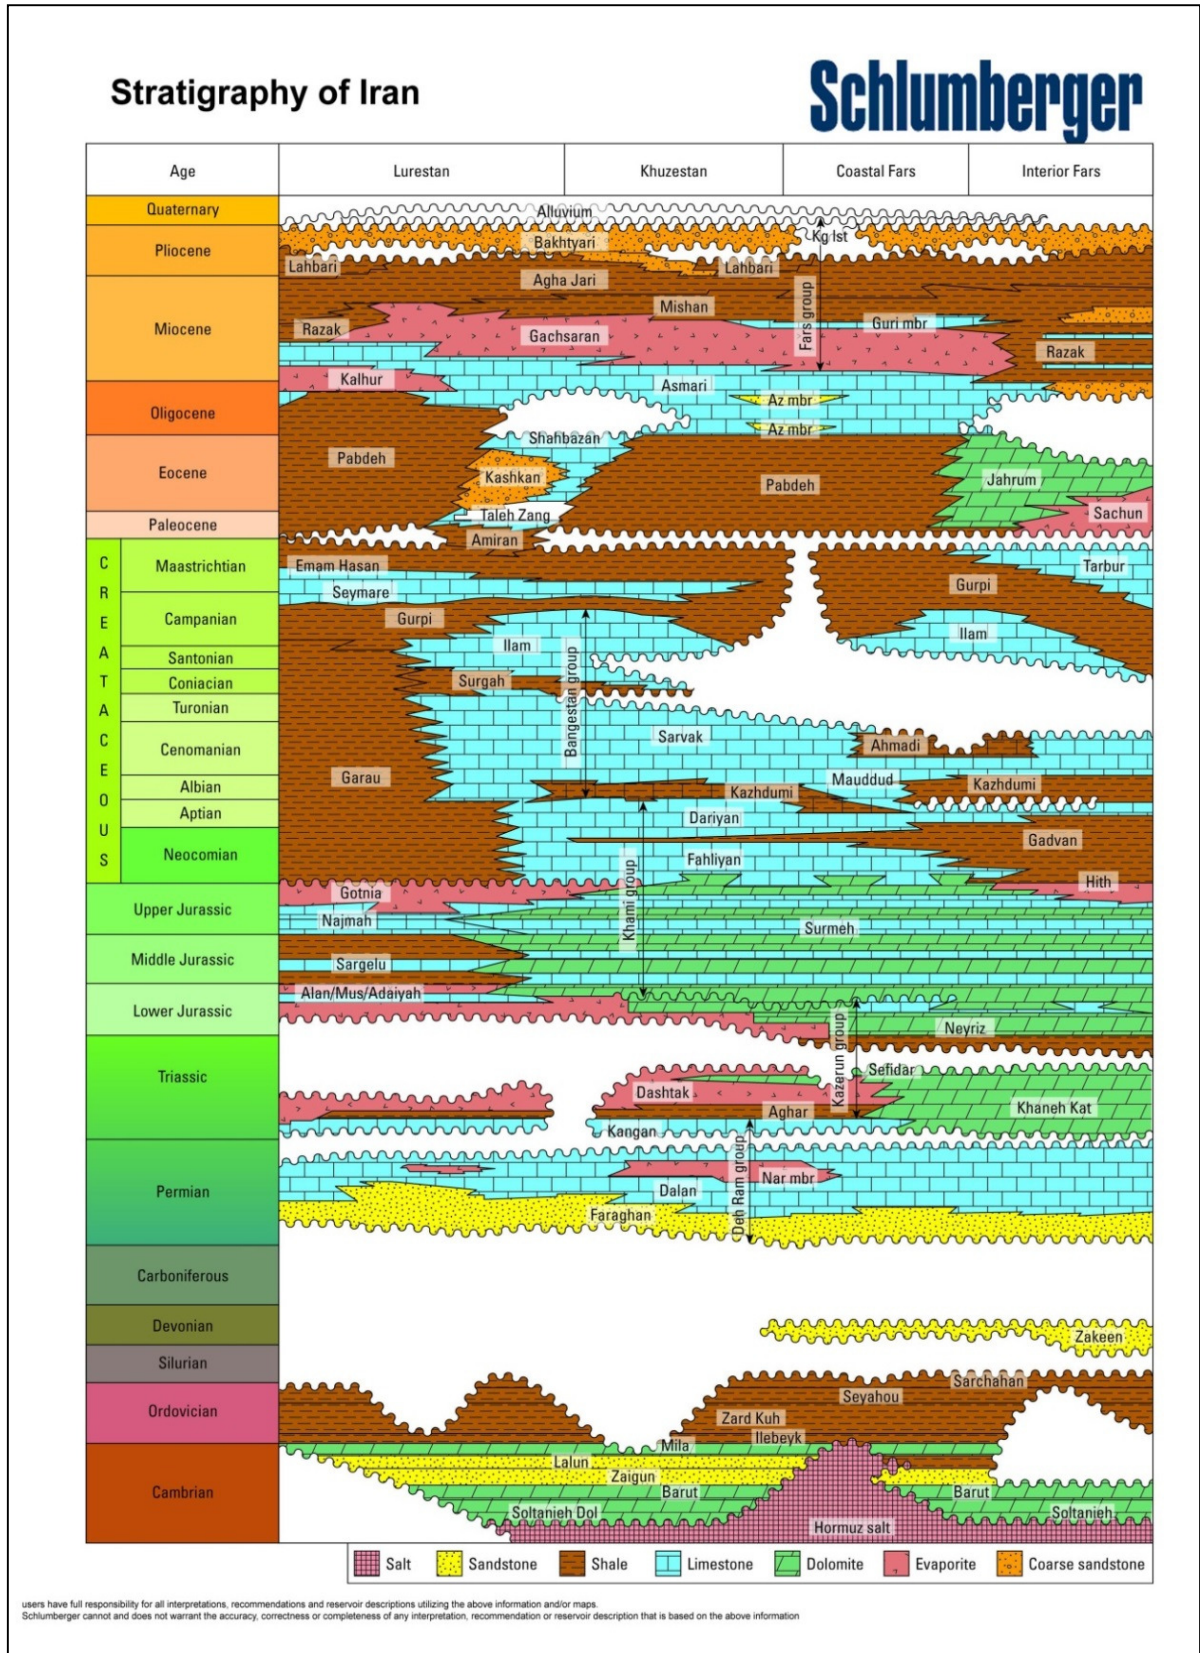 Stratigraphy of Iran
Schlumberger
Age
Lurestan
Khuzestan
Coastal Fars
Interior Fars
Quaternary
Alluvium
Kg lst
Pliocene
Bakhtyari
Lahbari
Lahbari
Agha Jari
Miocene
Mishan
Razak
Gachsaran
Fars group
Guri mbr
Razak
Kalhur
Asmari
Oligocene
Az mbr
Az mbr
Shahbazan
Eocene
Pabdeh
Kashkan
Pabdeh
Jahrum
Taleh Zang
Sachun
Paleocene
Amiran
CREATACEOUS
Maastrichtian
Emam Hasan
Tarbur
Seymare
Gurpi
Campanian
Gurpi
Ilam
Ilam
Santonian
Coniacian
Surgah
Bangestan group
Turonian
Cenomanian
Sarvak
Ahmadi
Garau
Mauddud
Albian
Kazhdumi
Kazhdumi
Aptian
Dariyan
Gadvan
Neocomian
Fahliyan
Gotnia
Hith
Upper Jurassic
Najmah
Khami group
Surmeh
Middle Jurassic
Sargelu
Alan/Mus/Adaiyah
Lower Jurassic
Neyriz
Kazerun group
Triassic
Sefidar
Dashtak
Khaneh Kat
Aghar
Kangan
Permian
Nar mbr
Dalan
Deh Ram group
Faraghan
Carboniferous
Devonian
Zakeen
Silurian
Sarchahan
Ordovician
Seyahou
Zard Kuh
Ilebeyk
Mila
Lalun
Zaigun
Cambrian
Barut
Barut
Soltanieh Dol
Soltanieh
Hormuz salt
Salt
Sandstone
Shale
Limestone
Dolomite
Evaporite
Coarse sandstone
users have full responsibility for all interpretations, recommendations and reservoir descriptions utilizing the above information and/or maps.
Schlumberger cannot and does not warrant the accuracy, correctness or completeness of any interpretation, recommendation or reservoir description that is based on the above information